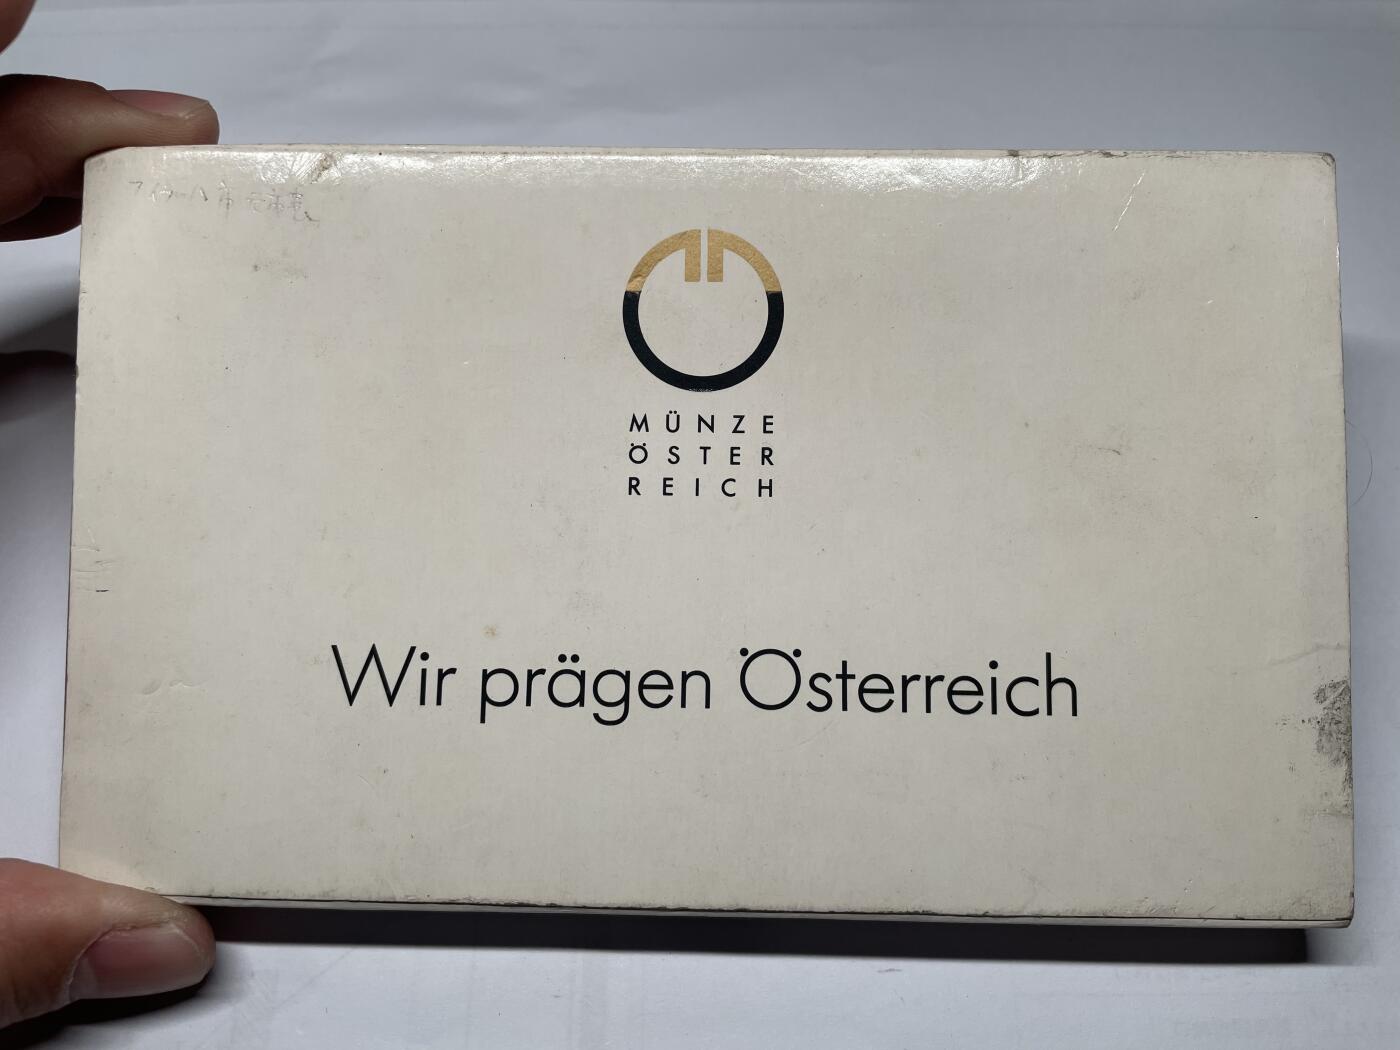 MÜNZE
ÖSTER
REICH
Wir prägen Österreich